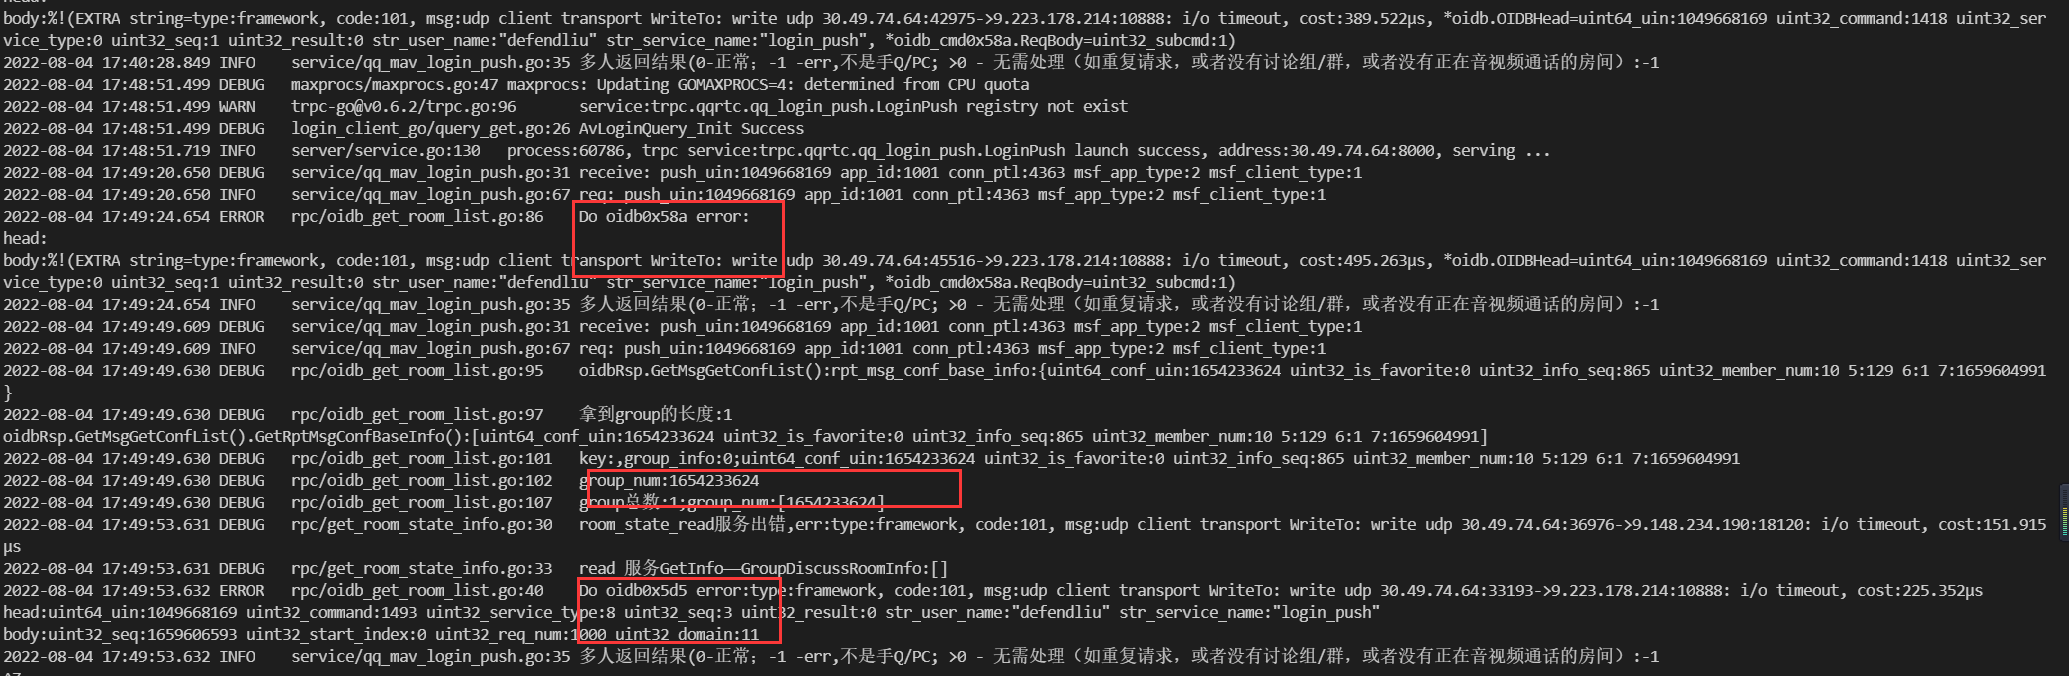 head:
body:%!(EXTRA string=type:framework, code:101, msg:udp client transport WriteTo: write udp 30.49.74.64:42975->9.223.178.214:10888: i/o timeout, cost:389.522µs, *oidb.OIDBHead=uint64_uin:1049668169 uint32_command:1418 uint32_ser
vice_type:0 uint32_seq:1 uint32_result:0 str_user_name:"defendliu" str_service_name:"login_push", *oidb_cmd0x58a.ReqBody=uint32_subcmd:1)
2022-08-04 17:40:28.849 INFO service/qq_mav_login_push.go:35 多人返回结果(0-正常; -1 -err,不是手Q/PC; >0 - 无需处理（如重复请求，或者没有讨论组/群，或者没有正在音视频通话的房间）:-1
2022-08-04 17:48:51.499 DEBUG maxprocs/maxprocs.go:47 maxprocs: Updating GOMAXPROCS=4: determined from CPU quota
2022-08-04 17:48:51.499 WARN trpc-go@v0.6.2/trpc.go:96 service:trpc.qqrtc.qq_login_push.LoginPush registry not exist
2022-08-04 17:48:51.499 DEBUG login_client_go/query_get.go:26 AvLoginQuery_Init Success
2022-08-04 17:48:51.719 INFO server/service.go:130 process:60786, trpc service:trpc.qqrtc.qq_login_push.LoginPush launch success, address:30.49.74.64:8000, serving ...
2022-08-04 17:49:20.650 DEBUG service/qq_mav_login_push.go:31 receive: push_uin:1049668169 app_id:1001 conn_ptl:4363 msf_app_type:2 msf_client_type:1
2022-08-04 17:49:20.650 INFO service/qq_mav_login_push.go:67 req: push_uin:1049668169 app_id:1001 conn_ptl:4363 msf_app_type:2 msf_client_type:1
2022-08-04 17:49:24.654 ERROR rpc/oidb_get_room_list.go:86 Do oidb0x58a error:
head:
body:%!(EXTRA string=type:framework, code:101, msg:udp client transport WriteTo: write udp 30.49.74.64:45516->9.223.178.214:10888: i/o timeout, cost:495.263µs, *oidb.OIDBHead=uint64_uin:1049668169 uint32_command:1418 uint32_ser
vice_type:0 uint32_seq:1 uint32_result:0 str_user_name:"defendliu" str_service_name:"login_push", *oidb_cmd0x58a.ReqBody=uint32_subcmd:1)
2022-08-04 17:49:24.654 INFO service/qq_mav_login_push.go:35 多人返回结果(0-正常; -1 -err,不是手Q/PC; >0 - 无需处理（如重复请求，或者没有讨论组/群，或者没有正在音视频通话的房间）:-1
2022-08-04 17:49:49.609 DEBUG service/qq_mav_login_push.go:31 receive: push_uin:1049668169 app_id:1001 conn_ptl:4363 msf_app_type:2 msf_client_type:1
2022-08-04 17:49:49.609 INFO service/qq_mav_login_push.go:67 req: push_uin:1049668169 app_id:1001 conn_ptl:4363 msf_app_type:2 msf_client_type:1
2022-08-04 17:49:49.630 DEBUG rpc/oidb_get_room_list.go:95 oidbRsp.GetMsgGetConfList():rpt_msg_conf_base_info:{uint64_conf_uin:1654233624 uint32_is_favorite:0 uint32_info_seq:865 uint32_member_num:10 5:129 6:1 7:1659604991
}
2022-08-04 17:49:49.630 DEBUG rpc/oidb_get_room_list.go:97 拿到group的长度:1
oidbRsp.GetMsgGetConfList().GetRptMsgConfBaseInfo():[uint64_conf_uin:1654233624 uint32_is_favorite:0 uint32_info_seq:865 uint32_member_num:10 5:129 6:1 7:1659604991]
2022-08-04 17:49:49.630 DEBUG rpc/oidb_get_room_list.go:101 key:,group_info:0;uint64_conf_uin:1654233624 uint32_is_favorite:0 uint32_info_seq:865 uint32_member_num:10 5:129 6:1 7:1659604991
2022-08-04 17:49:49.630 DEBUG rpc/oidb_get_room_list.go:102 group_num:1654233624
2022-08-04 17:49:49.630 DEBUG rpc/oidb_get_room_list.go:107 group总数:1;group_num:[1654233624]
2022-08-04 17:49:53.631 DEBUG rpc/get_room_state_info.go:30 room_state_read服务出错,err:type:framework, code:101, msg:udp client transport WriteTo: write udp 30.49.74.64:36976->9.148.234.190:18120: i/o timeout, cost:151.915
µs
2022-08-04 17:49:53.631 DEBUG rpc/get_room_state_info.go:33 read 服务GetInfo——GroupDiscussRoomInfo:[]
2022-08-04 17:49:53.632 ERROR rpc/oidb_get_room_list.go:40 Do oidb0x5d5 error:type:framework, code:101, msg:udp client transport WriteTo: write udp 30.49.74.64:33193->9.223.178.214:10888: i/o timeout, cost:225.352µs
head:uint64_uin:1049668169 uint32_command:1493 uint32_service_type:8 uint32_seq:3 uint32_result:0 str_user_name:"defendliu" str_service_name:"login_push"
body:uint32_seq:1659606593 uint32_start_index:0 uint32_req_num:1000 uint32_domain:11
2022-08-04 17:49:53.632 INFO service/qq_mav_login_push.go:35 多人返回结果(0-正常; -1 -err,不是手Q/PC; >0 - 无需处理（如重复请求，或者没有讨论组/群，或者没有正在音视频通话的房间）:-1